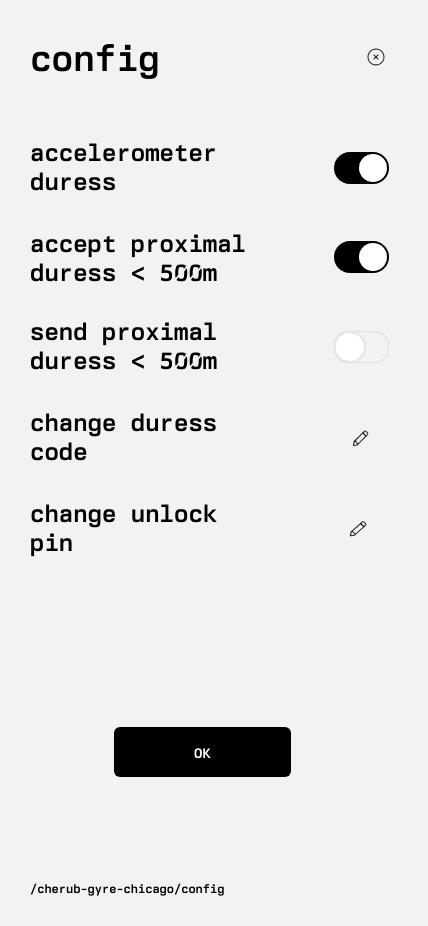 config
accelerometer
duress
accept proximal
duress < 500m
send proximal
duress < 500m
change duress
code
change unlock
pin
OK
/cherub-gyre-chicago/config